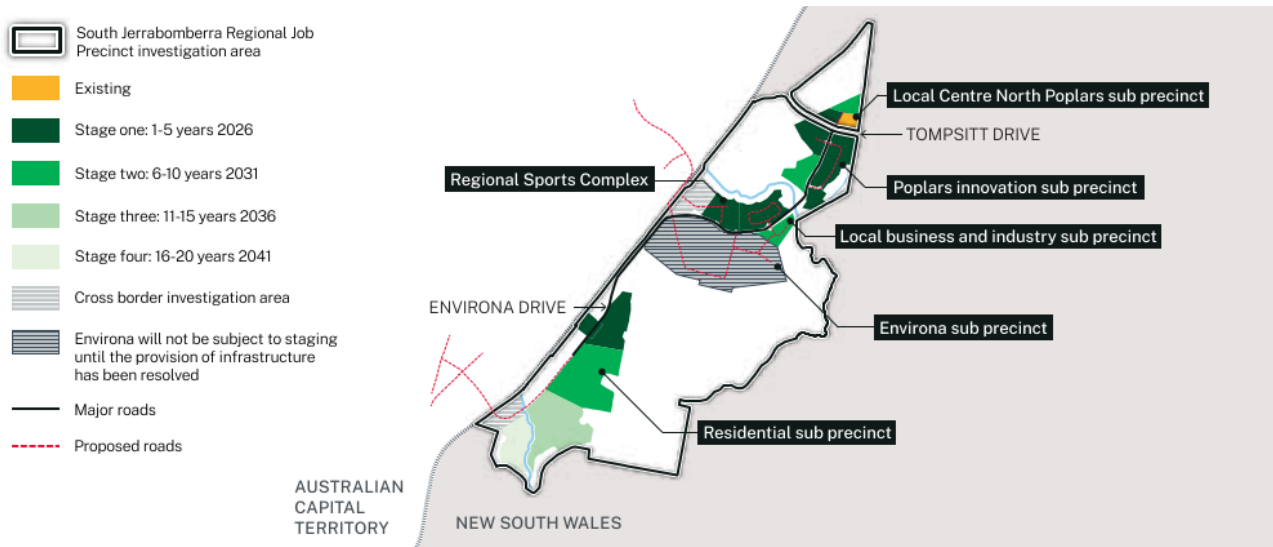 South Jerrabomberra Regional Job
Precinct investigation area
Existing
Stage one: 1-5 years 2026
Stage two: 6-10 years 2031
Stage three: 11-15 years 2036
Stage four: 16-20 years 2041
Cross border investigation area
Environa will not be subject to staging
until the provision of infrastructure
has been resolved
Major roads
Proposed roads
Local Centre North Poplars sub precinct
TOMPSITT DRIVE
Regional Sports Complex
Poplars innovation sub precinct
Local business and industry sub precinct
ENVIRONA DRIVE
Environa sub precinct
Residential sub precinct
AUSTRALIAN
CAPITAL
TERRITORY
NEW SOUTH WALES